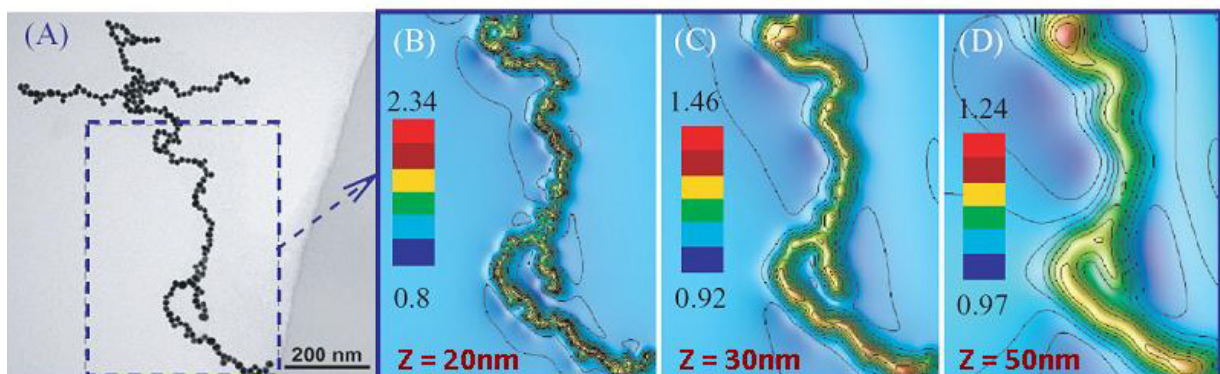 (A)
200 nm
(B)
2.34
0.8
Z = 20nm
(C)
1.46
0.92
Z = 30nm
(D)
1.24
0.97
Z = 50nm